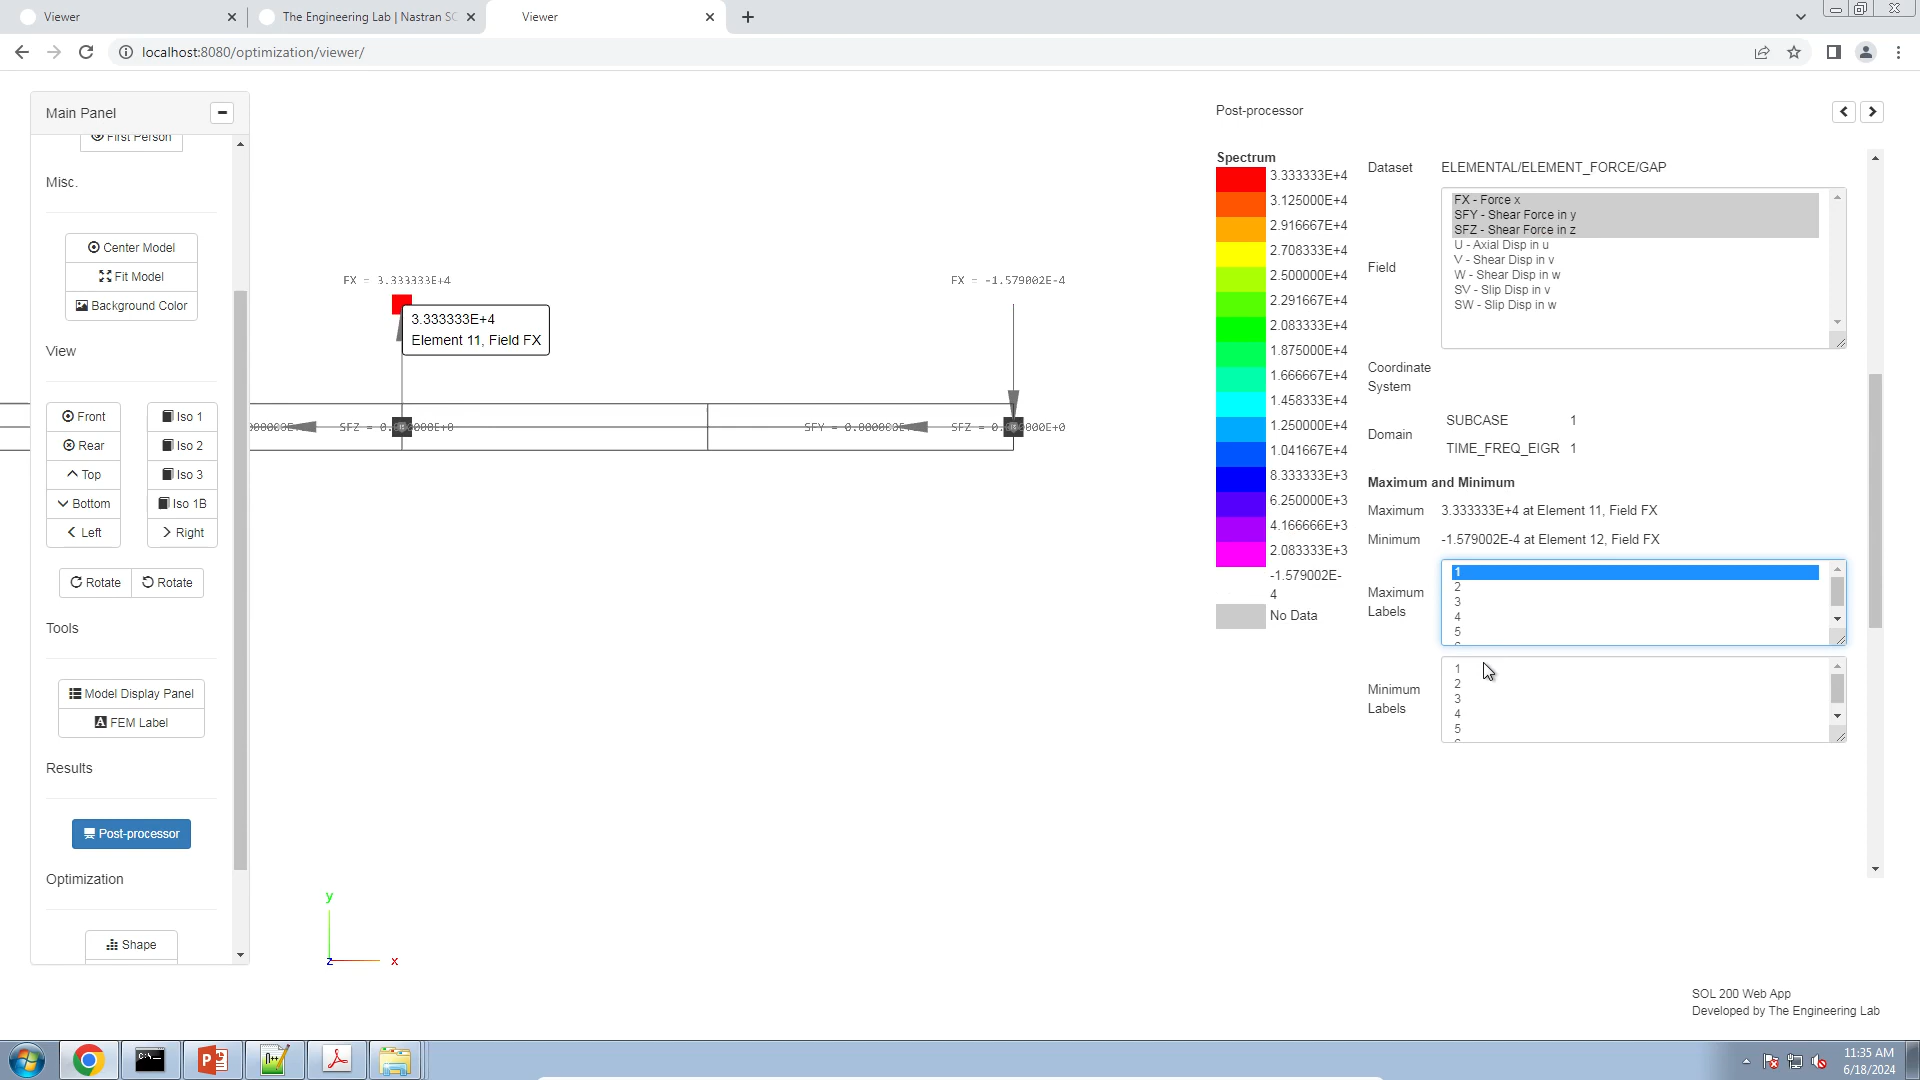 Viewer
The Engineering Lab | Nastran SC
Viewer
localhost:8080/optimization/viewer/
Main Panel
First Person
Misc.
Center Model
Fit Model
Background Color
View
Front
Iso 1
Rear
Iso 2
Top
Iso 3
Bottom
Iso 1B
Left
Right
Rotate
Rotate
Tools
Model Display Panel
FEM Label
Results
Post-processor
Optimization
Shape
FX = 3.333333E+4
3.333333E+4
Element 11, Field FX
FX = -1.579002E-4
SFZ = 0.000000E+0
SFY = 0.000000E+
SFZ = 0.000000E+0
y
z
x
Post-processor
Spectrum
3.333333E+4
3.125000E+4
2.916667E+4
2.708333E+4
2.500000E+4
2.291667E+4
2.083333E+4
1.875000E+4
1.666667E+4
1.458333E+4
1.250000E+4
1.041667E+4
8.333333E+3
6.250000E+3
4.166666E+3
2.083333E+3
-1.579002E-
4
No Data
Dataset
ELEMENTAL/ELEMENT_FORCE/GAP
Field
FX - Force x
SFY - Shear Force in y
SFZ - Shear Force in z
U - Axial Disp in u
V - Shear Disp in v
W - Shear Disp in w
SV - Slip Disp in v
SW - Slip Disp in w
Coordinate
System
Domain
SUBCASE 1
TIME_FREQ_EIGR 1
Maximum and Minimum
Maximum 3.333333E+4 at Element 11, Field FX
Minimum -1.579002E-4 at Element 12, Field FX
Maximum
Labels
1
2
3
4
5
Minimum
Labels
1
2
3
4
5
SOL 200 Web App
Developed by The Engineering Lab
11:35 AM
6/18/2024